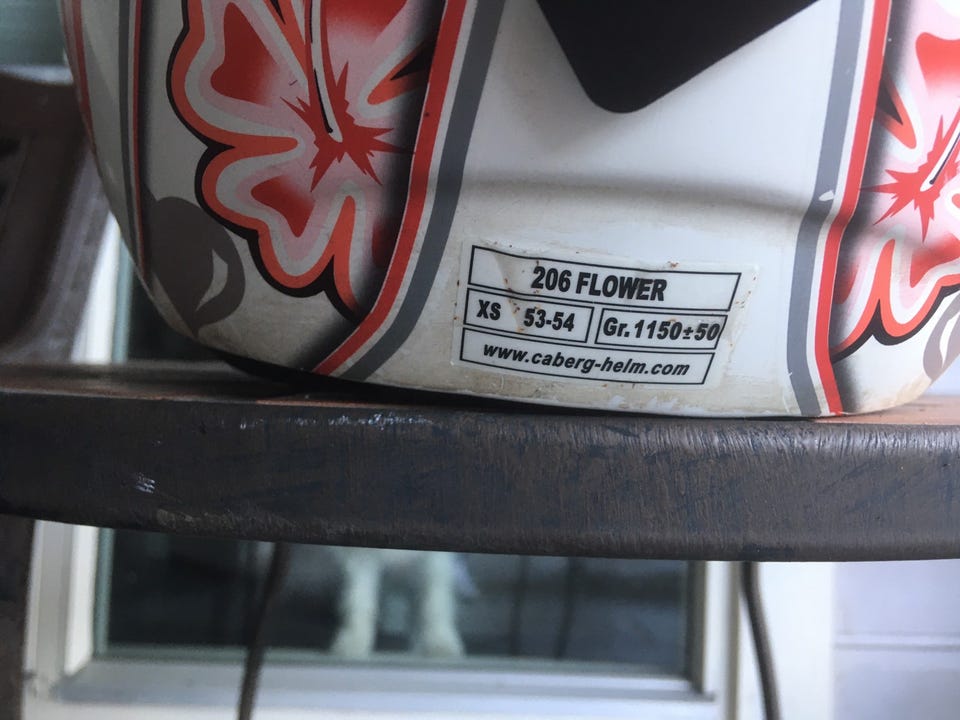 206 FLOWER
XS 53-54 Gr. 1150±50
www.caberg-helm.com